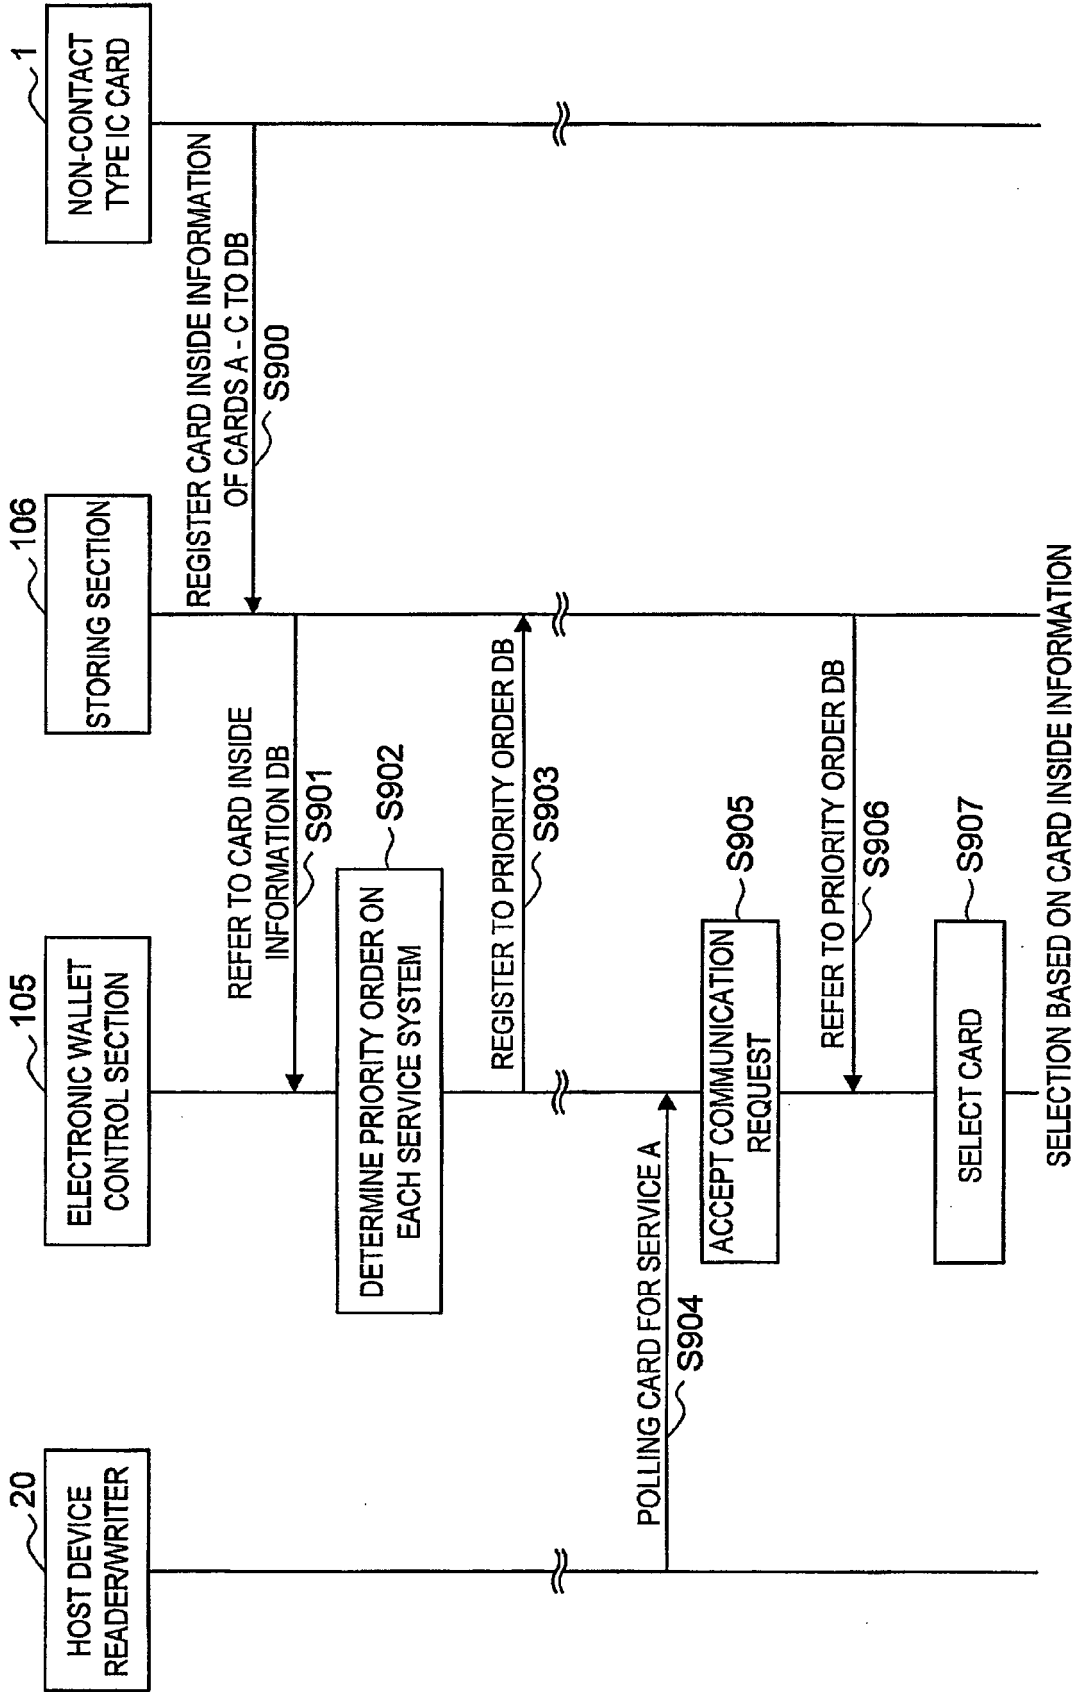 20
HOST DEVICE
READER/WRITER
105
ELECTRONIC WALLET
CONTROL SECTION
106
STORING SECTION
1
NON-CONTACT
TYPE IC CARD
REGISTER CARD INSIDE INFORMATION
OF CARDS A - C TO DB
S900
REFER TO CARD INSIDE
INFORMATION DB
S901
DETERMINE PRIORITY ORDER ON
EACH SERVICE SYSTEM
S902
REGISTER TO PRIORITY ORDER DB
S903
POLLING CARD FOR SERVICE A
S904
ACCEPT COMMUNICATION
REQUEST
S905
REFER TO PRIORITY ORDER DB
S906
SELECT CARD
S907
SELECTION BASED ON CARD INSIDE INFORMATION